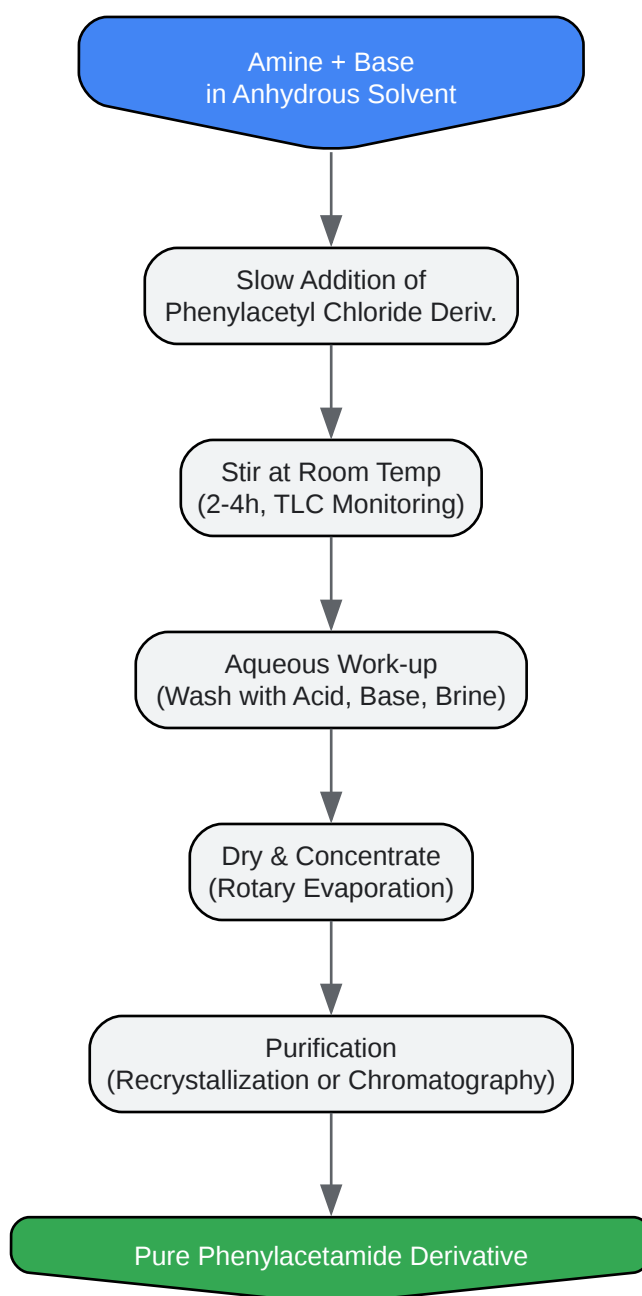 Amine + Base
in Anhydrous Solvent
Slow Addition of
Phenylacetyl Chloride Deriv.
Stir at Room Temp
(2-4h, TLC Monitoring)
Aqueous Work-up
(Wash with Acid, Base, Brine)
Dry & Concentrate
(Rotary Evaporation)
Purification
(Recrystallization or Chromatography)
Pure Phenylacetamide Derivative